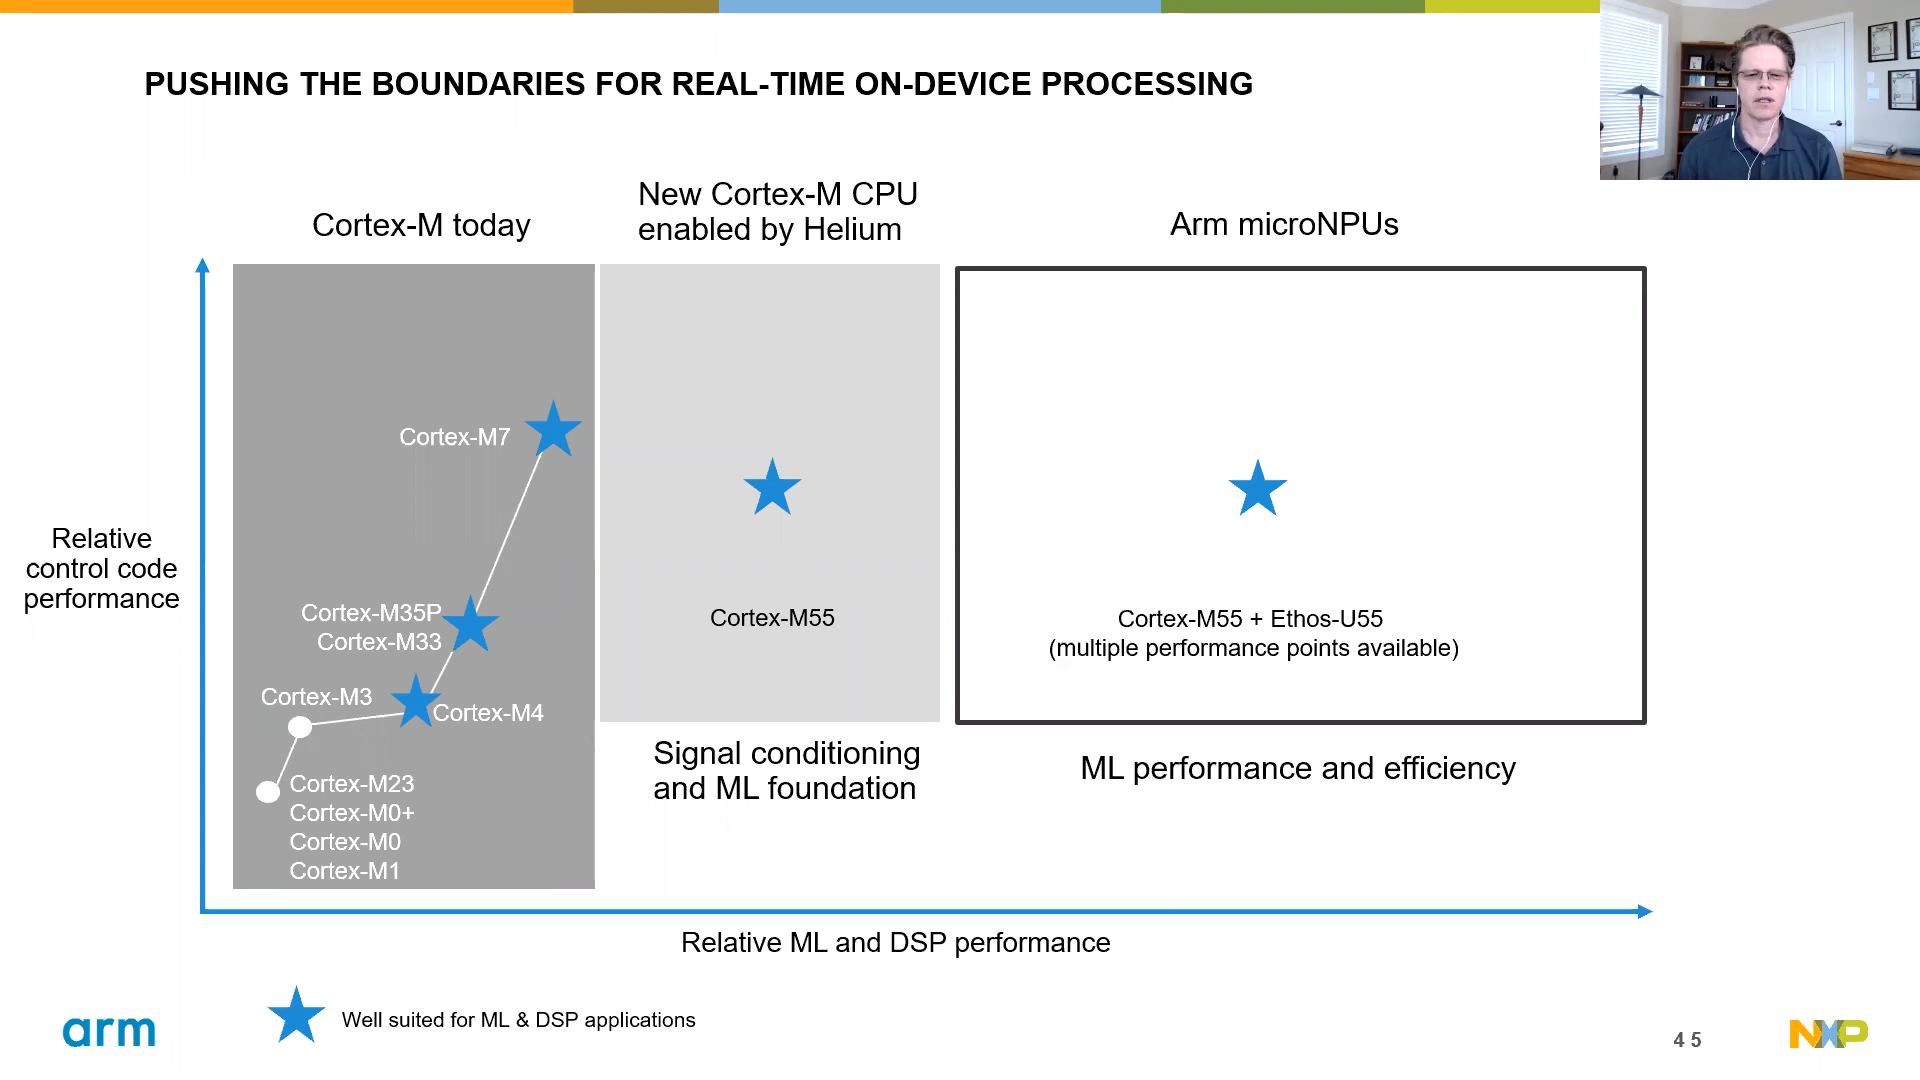 PUSHING THE BOUNDARIES FOR REAL-TIME ON-DEVICE PROCESSING
Cortex-M today
New Cortex-M CPU
enabled by Helium
Arm microNPUs
Relative
control code
performance
Cortex-M7
Cortex-M35P
Cortex-M33
Cortex-M3
Cortex-M4
Cortex-M23
Cortex-M0+
Cortex-M0
Cortex-M1
Cortex-M55
Cortex-M55 + Ethos-U55
(multiple performance points available)
Signal conditioning
and ML foundation
ML performance and efficiency
Relative ML and DSP performance
Well suited for ML & DSP applications
arm
45
NXP